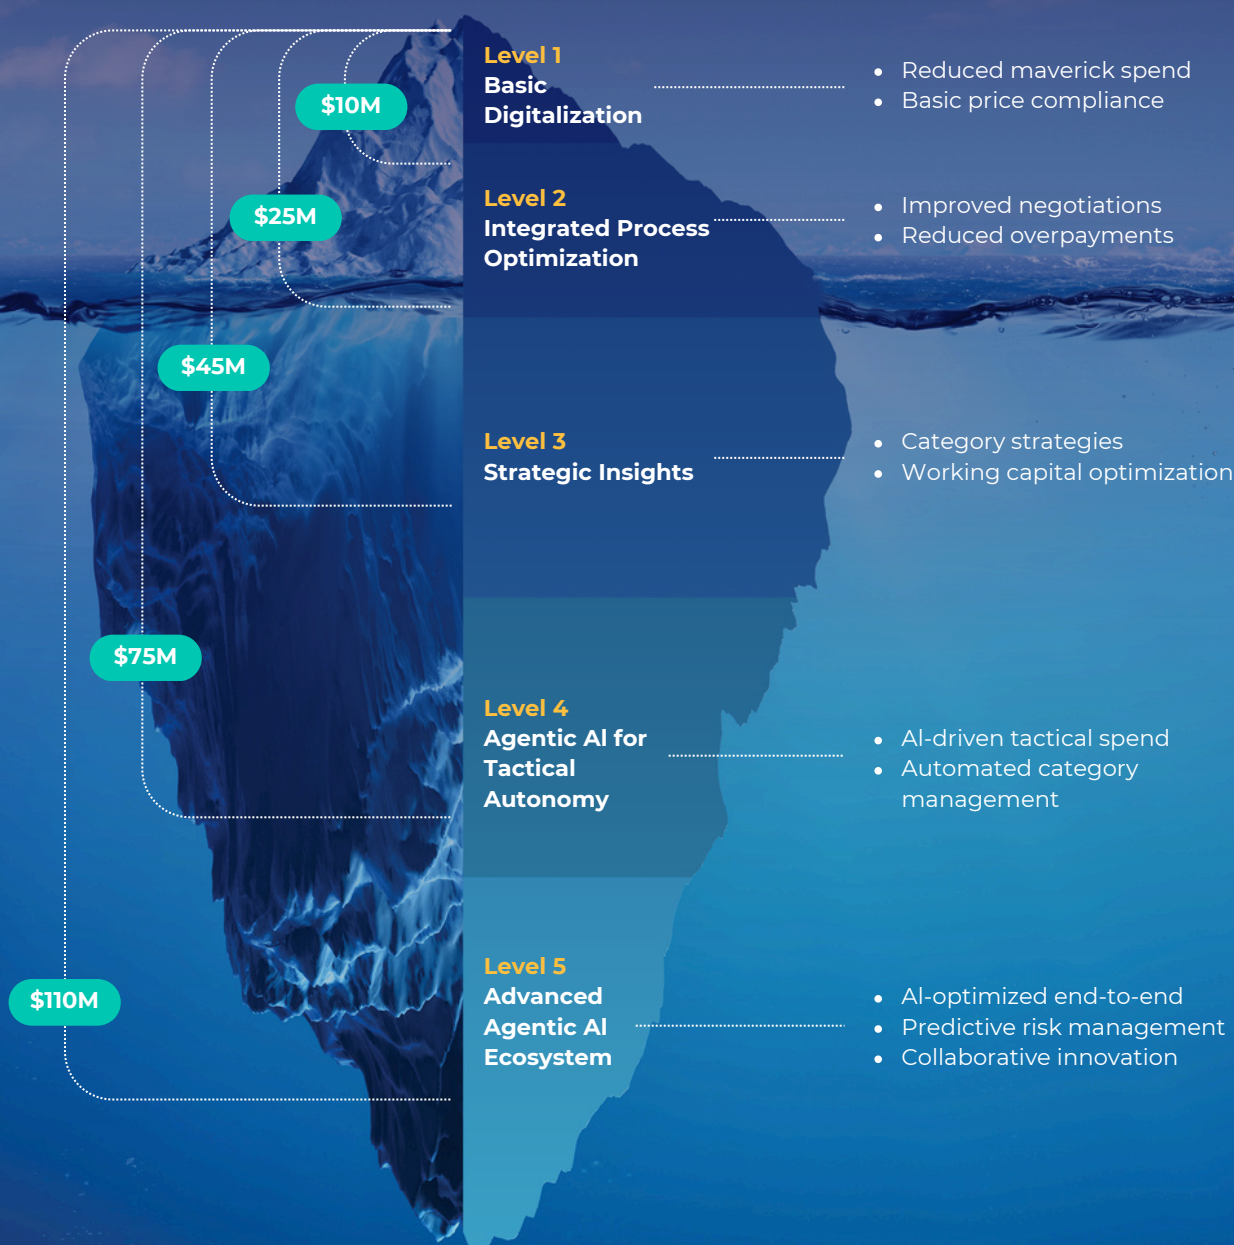 Level 1
Basic
Digitalization
$10M
Reduced maverick spend
Basic price compliance
Level 2
Integrated Process
Optimization
$25M
Improved negotiations
Reduced overpayments
Level 3
Strategic Insights
$45M
Category strategies
Working capital optimization
Level 4
Agentic AI for
Tactical
Autonomy
$75M
AI-driven tactical spend
Automated category
management
Level 5
Advanced
Agentic AI
Ecosystem
$110M
AI-optimized end-to-end
Predictive risk management
Collaborative innovation